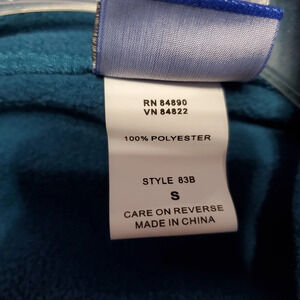 RN 84890
VN 84822
100% POLYESTER
STYLE 83B
S
CARE ON REVERSE
MADE IN CHINA